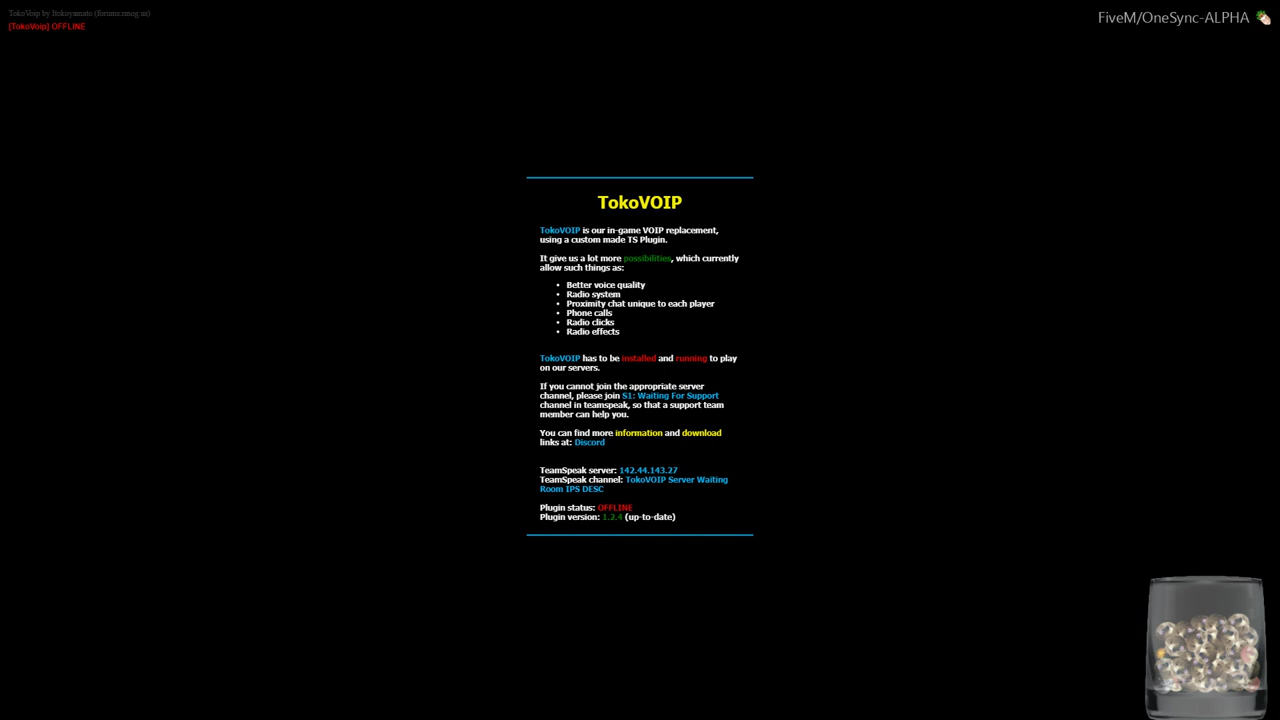 TokoVoip by Itokoyamato (forums.rmog.us)
[TokoVoip] OFFLINE
FiveM/OneSync-ALPHA
TokoVOIP
TokoVOIP is our in-game VOIP replacement,
using a custom made TS Plugin.
It give us a lot more possibilities, which currently
allow such things as:
• Better voice quality
• Radio system
• Proximity chat unique to each player
• Phone calls
• Radio clicks
• Radio effects
TokoVOIP has to be installed and running to play
on our servers.
If you cannot join the appropriate server
channel, please join S1: Waiting For Support
channel in teamspeak, so that a support team
member can help you.
You can find more information and download
links at: Discord
TeamSpeak server: 142.44.143.27
TeamSpeak channel: TokoVOIP Server Waiting
Room IPS DESC
Plugin status: OFFLINE
Plugin version: 1.2.4 (up-to-date)